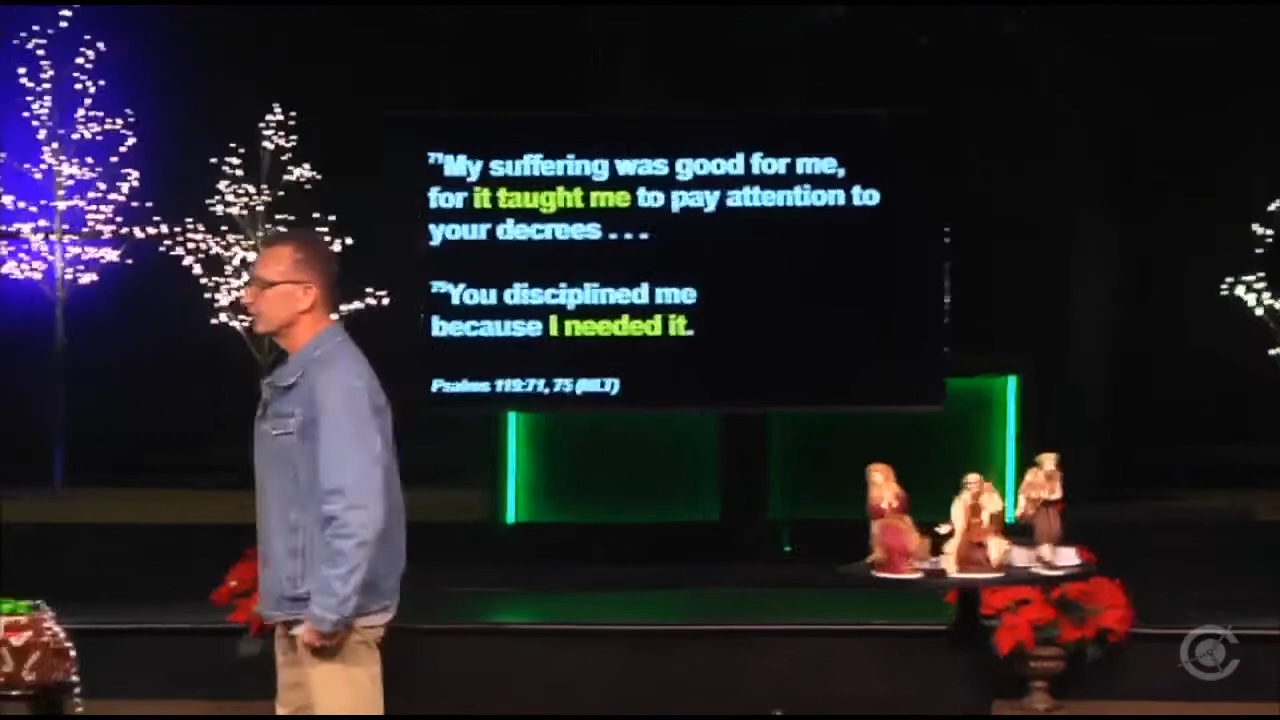 ⁷¹My suffering was good for me,
for it taught me to pay attention to
your decrees . . .
⁷⁵You disciplined me
because I needed it.
Psalms 119:71, 75 (NLT)